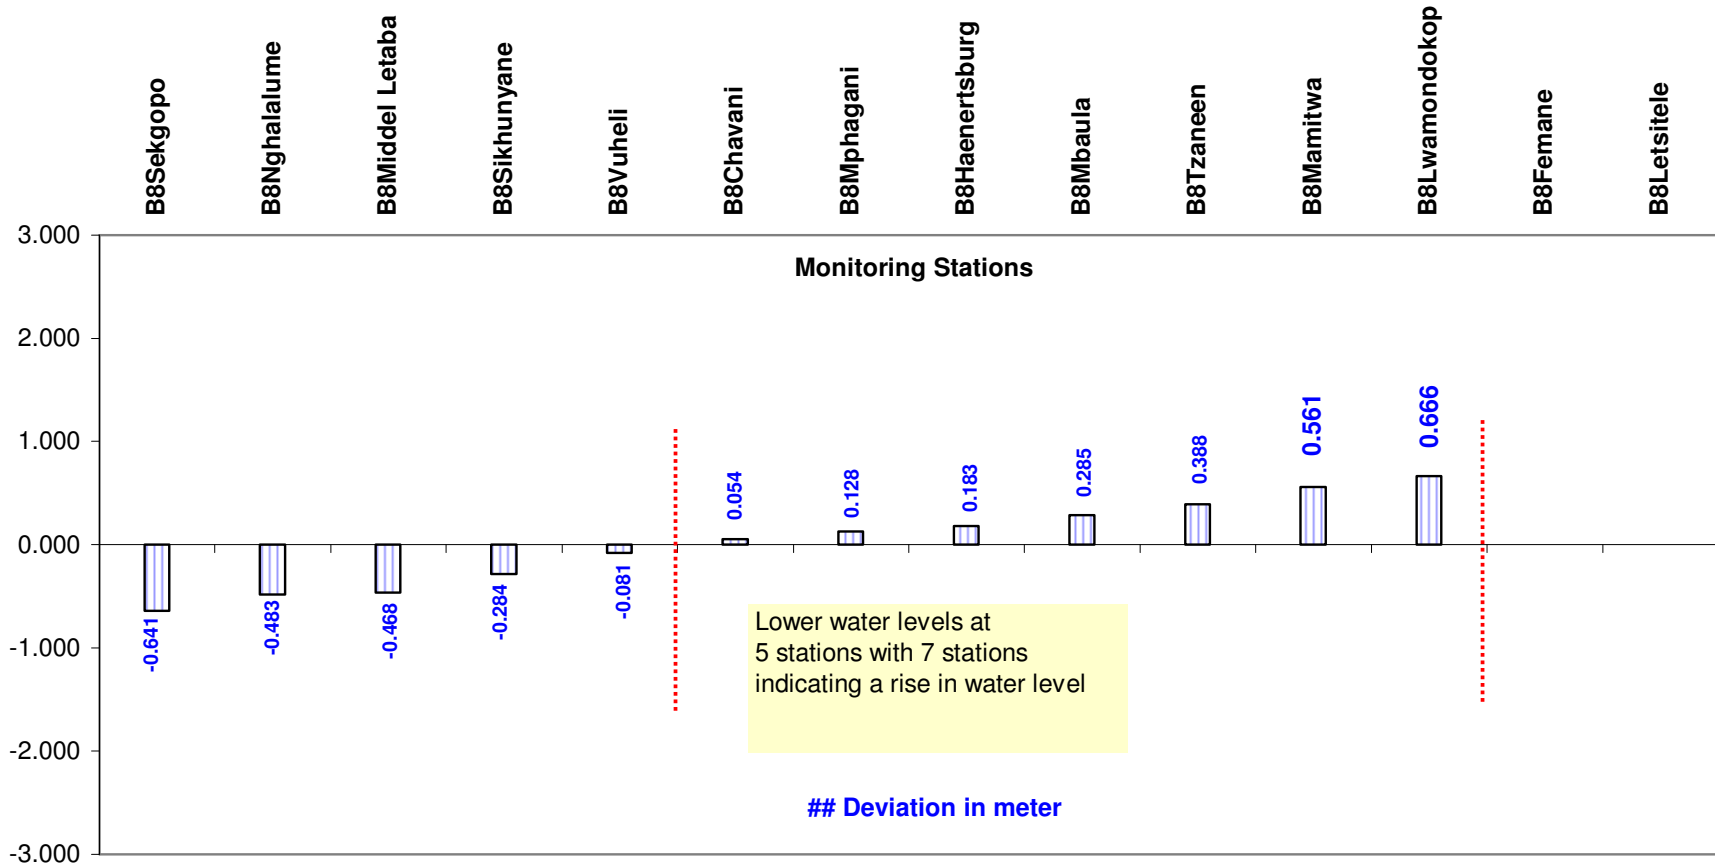 B8Sekgopo
B8Nghalalume
B8Middel Letaba
B8Sikhunyane
B8Vuheli
B8Chavani
B8Mphagani
B8Haenertsburg
B8Mbaula
B8Tzaneen
B8Mamitwa
B8Lwamondokop
B8Femane
B8Letsitele
Monitoring Stations
3.000
2.000
1.000
0.000
-1.000
-2.000
-3.000
-0.641
-0.483
-0.468
-0.284
-0.081
0.054
0.128
0.183
0.285
0.388
0.561
0.666
Lower water levels at
5 stations with 7 stations
indicating a rise in water level
## Deviation in meter